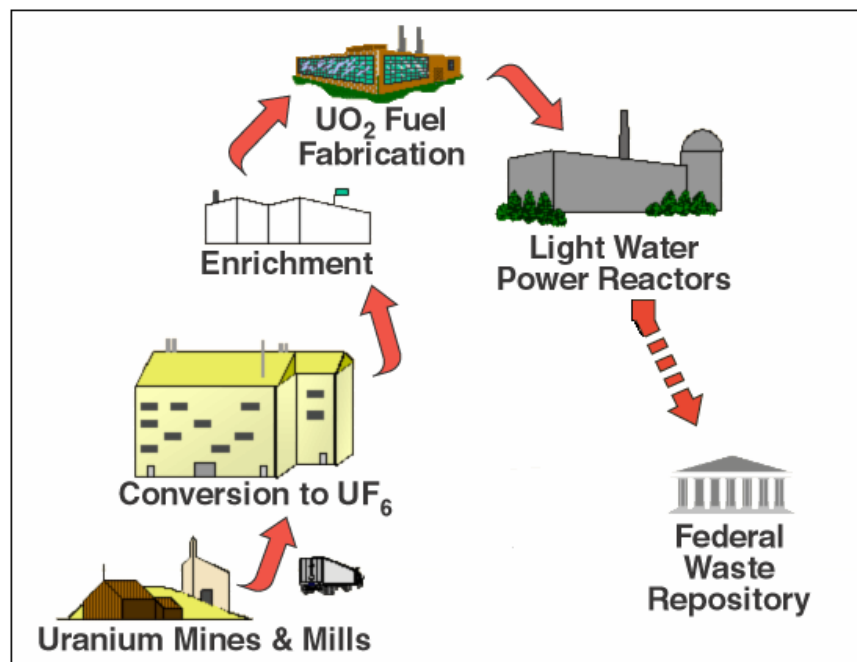 UO₂ Fuel
Fabrication
Enrichment
Light Water
Power Reactors
Conversion to UF₆
Federal
Waste
Repository
Uranium Mines & Mills